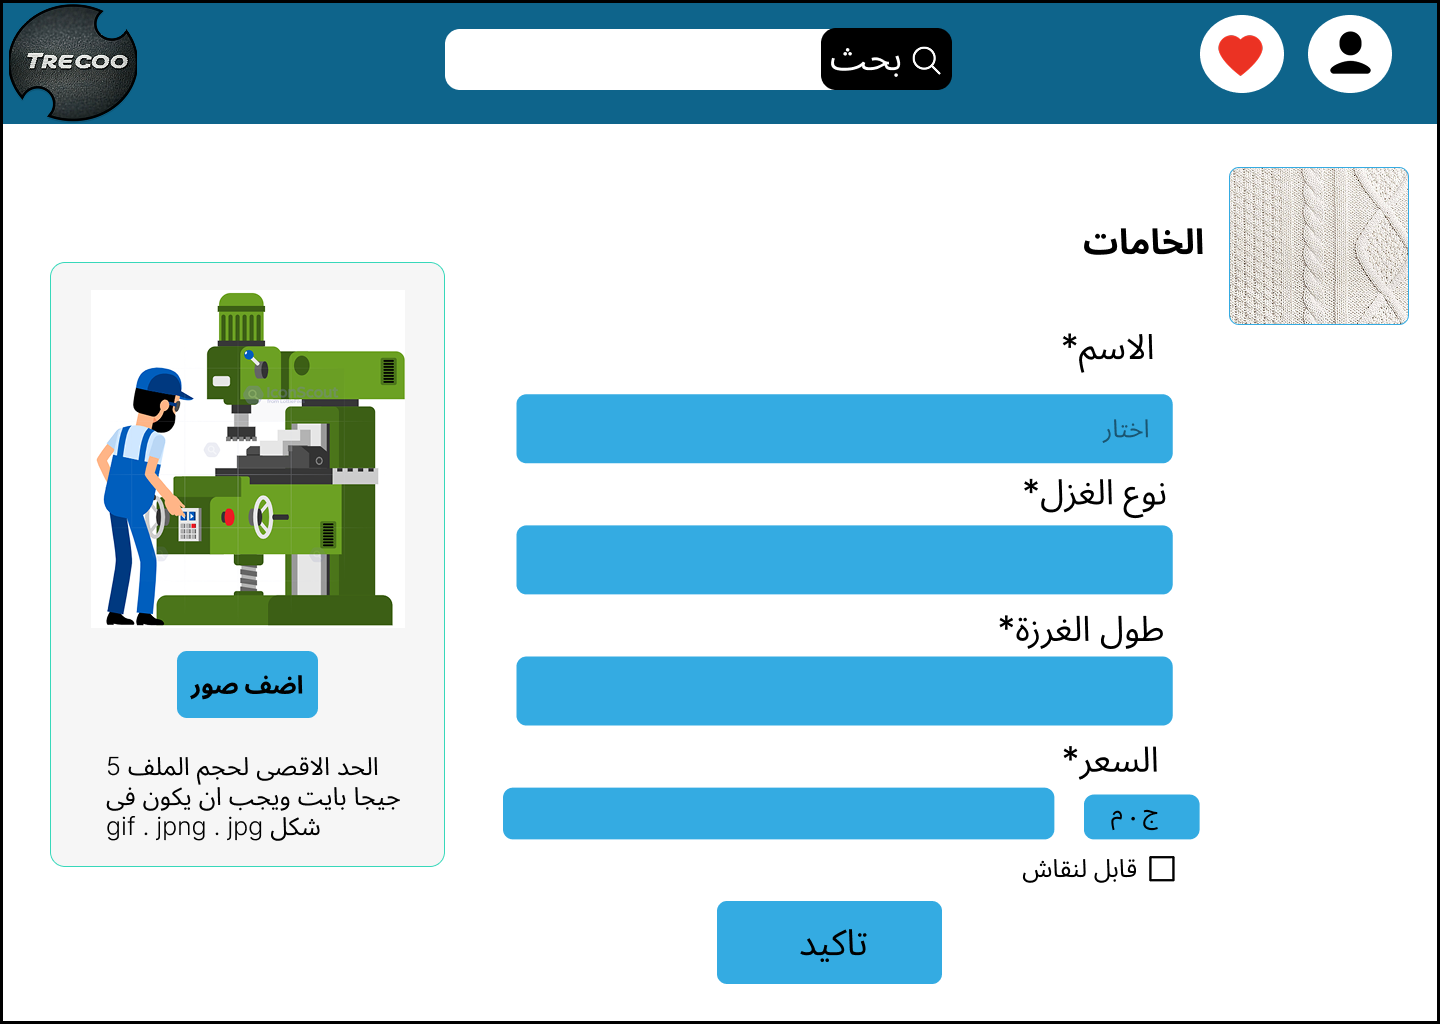 TRECOO
بحث
الخامات
الاسم*
اختار
نوع الغزل*
طول الغرزة*
السعر*
ج . م
قابل لنقاش
تاكيد
اضف صور
الحد الاقصى لحجم الملف 5
جيجا بايت ويجب ان يكون فى
شكل gif . jpng . jpg